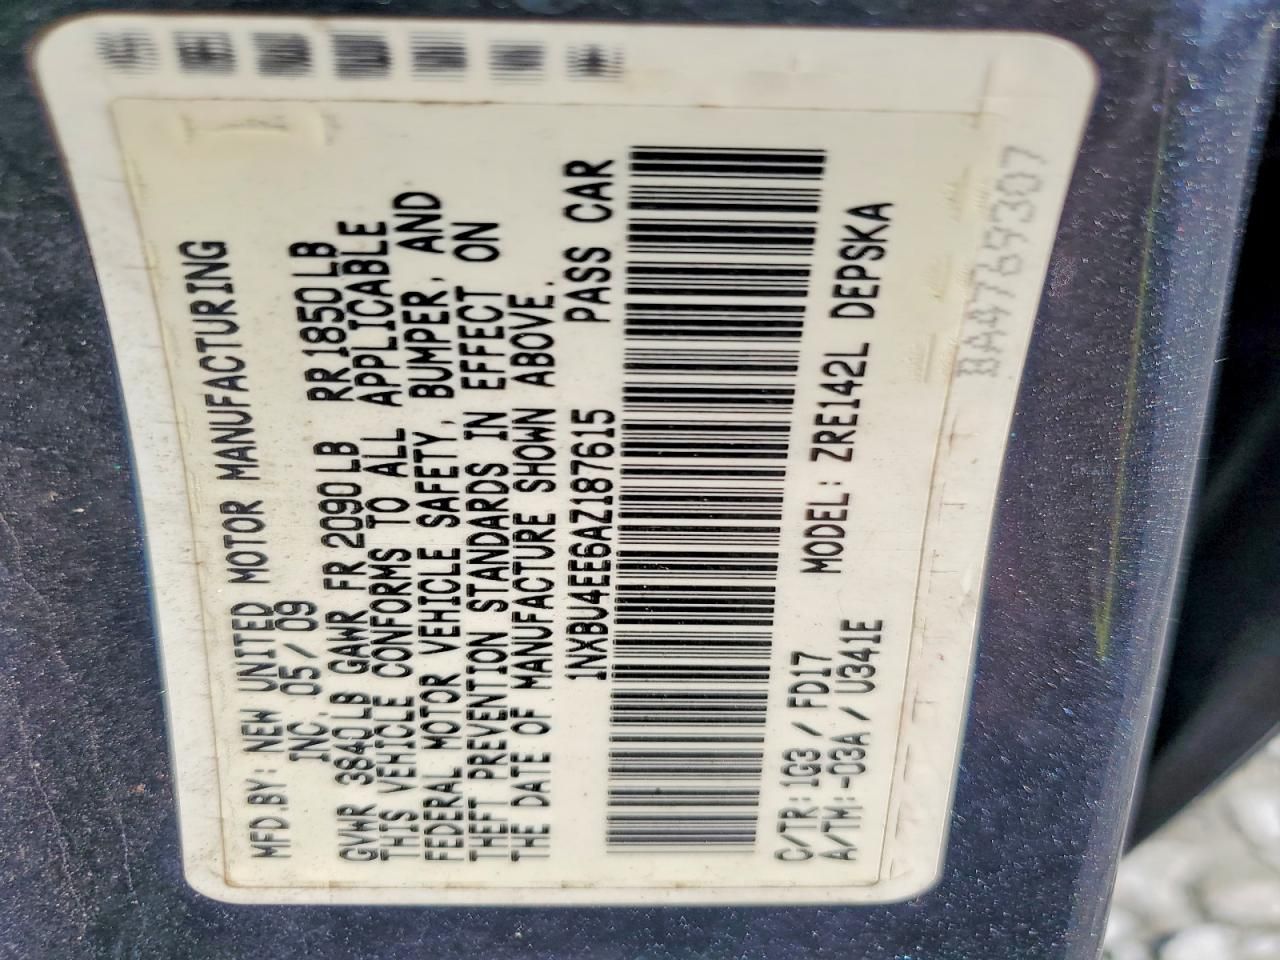 MFD.BY: NEW UNITED MOTOR MANUFACTURING
INC. 05/09
GVWR 3840LB GAWR FR 2090LB RR 1850LB
THIS VEHICLE CONFORMS TO ALL APPLICABLE
FEDERAL MOTOR VEHICLE SAFETY, BUMPER, AND
THEFT PREVENTION STANDARDS IN EFFECT ON
THE DATE OF MANUFACTURE SHOWN ABOVE.
1NXBU4EE6AZ187615 PASS CAR
C/TR: 1G3 / FD17 MODEL: ZRE142L DEPSKA
A/TM: -03A / U341E
BA4769307